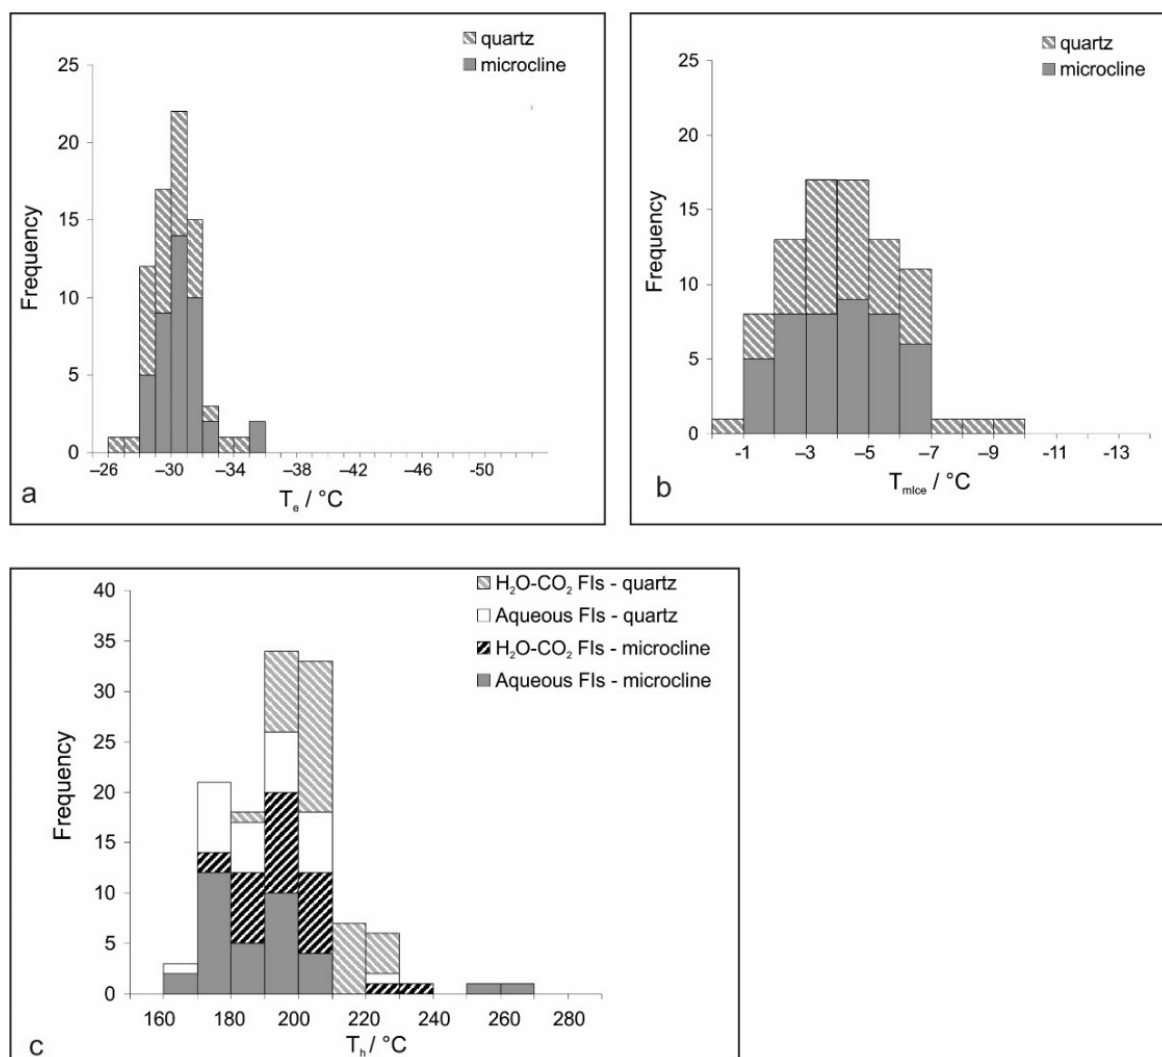 quartz
microcline
25
20
15
10
5
0
Frequency
–26 –30 –34 –38 –42 –46 –50
Te / °C
a
quartz
microcline
25
20
15
10
5
0
Frequency
-1 -3 -5 -7 -9 -11 -13
TmIce / °C
b
H₂O-CO₂ FIs - quartz
Aqueous FIs - quartz
H₂O-CO₂ FIs - microcline
Aqueous FIs - microcline
40
35
30
25
20
15
10
5
0
Frequency
160 180 200 220 240 260 280
Th / °C
c